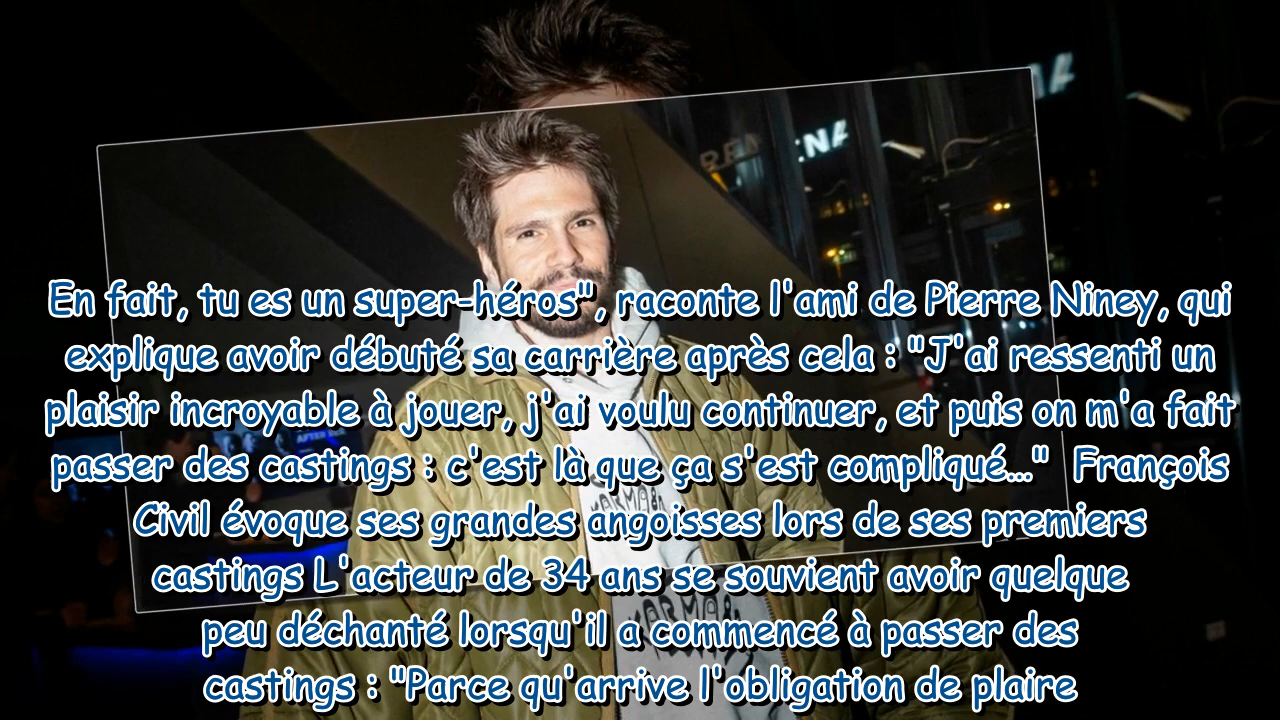 En fait, tu es un super-héros", raconte l'ami de Pierre Niney, qui
explique avoir débuté sa carrière après cela : "J'ai ressenti un
plaisir incroyable à jouer, j'ai voulu continuer, et puis on m'a fait
passer des castings : c'est là que ça s'est compliqué..."  François
Civil évoque ses grandes angoisses lors de ses premiers
castings L'acteur de 34 ans se souvient avoir quelque
peu déchanté lorsqu'il a commencé à passer des
castings : "Parce qu'arrive l'obligation de plaire